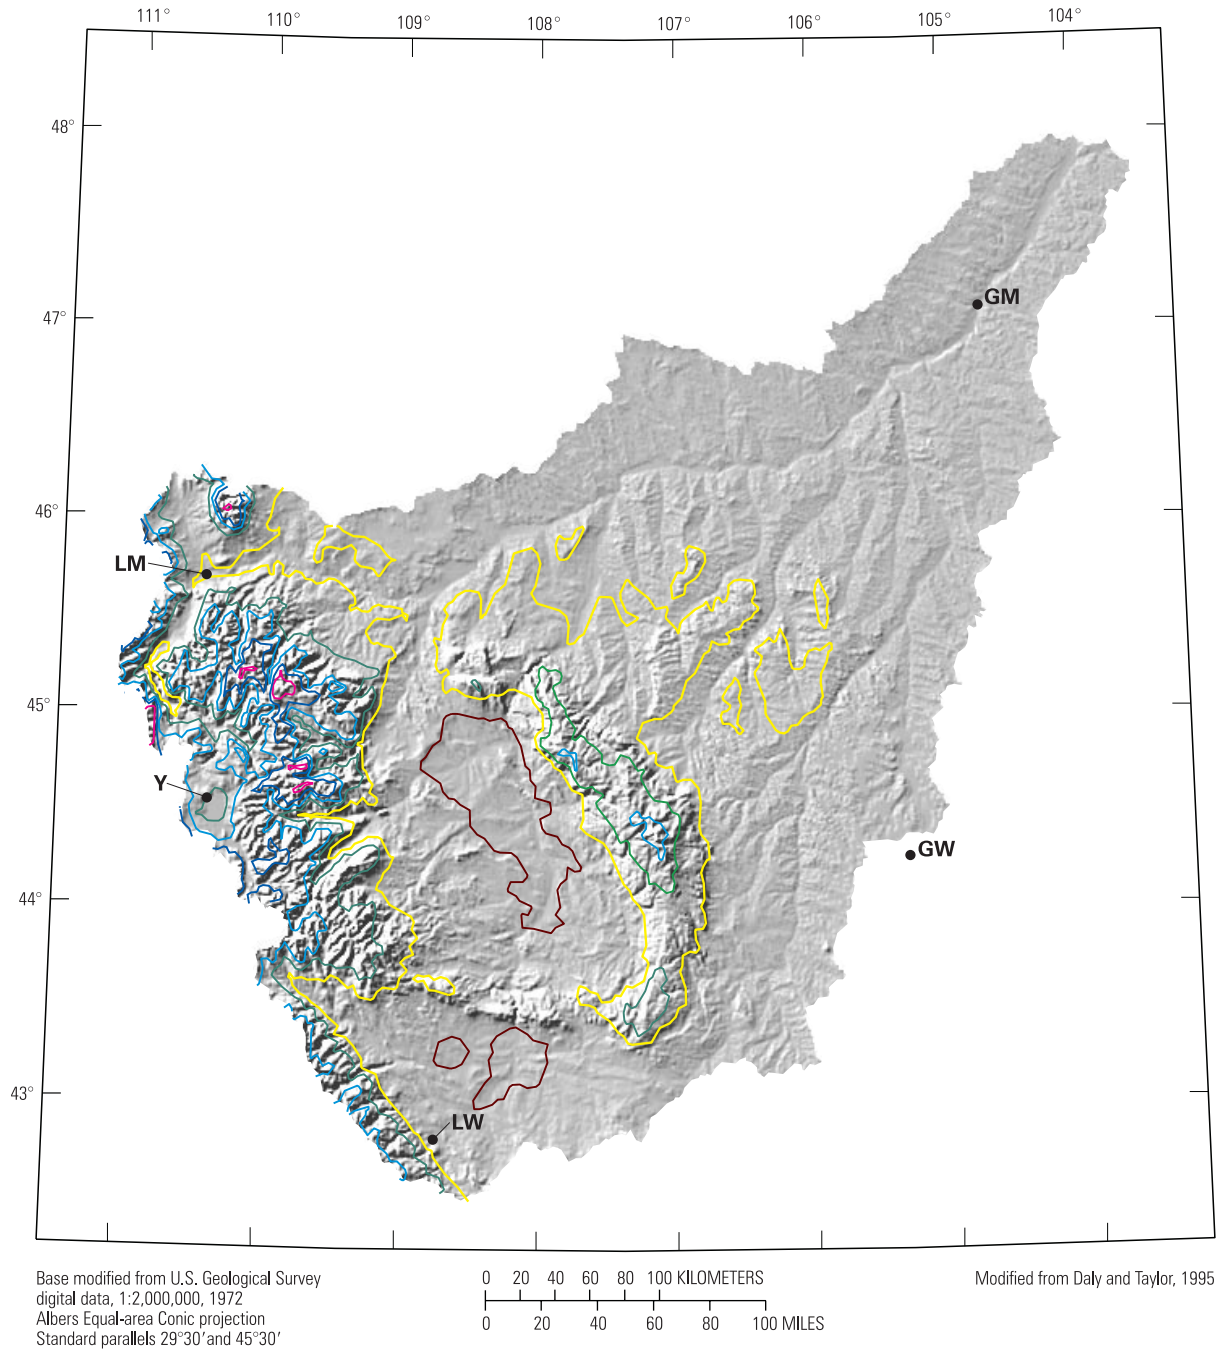 111° 110° 109° 108° 107° 106° 105° 104°
48°
47°
46°
45°
44°
43°
GM
LM
Y
GW
LW
Base modified from U.S. Geological Survey
digital data, 1:2,000,000, 1972
Albers Equal-area Conic projection
Standard parallels 29°30′and 45°30′
0 20 40 60 80 100 KILOMETERS
0 20 40 60 80 100 MILES
Modified from Daly and Taylor, 1995